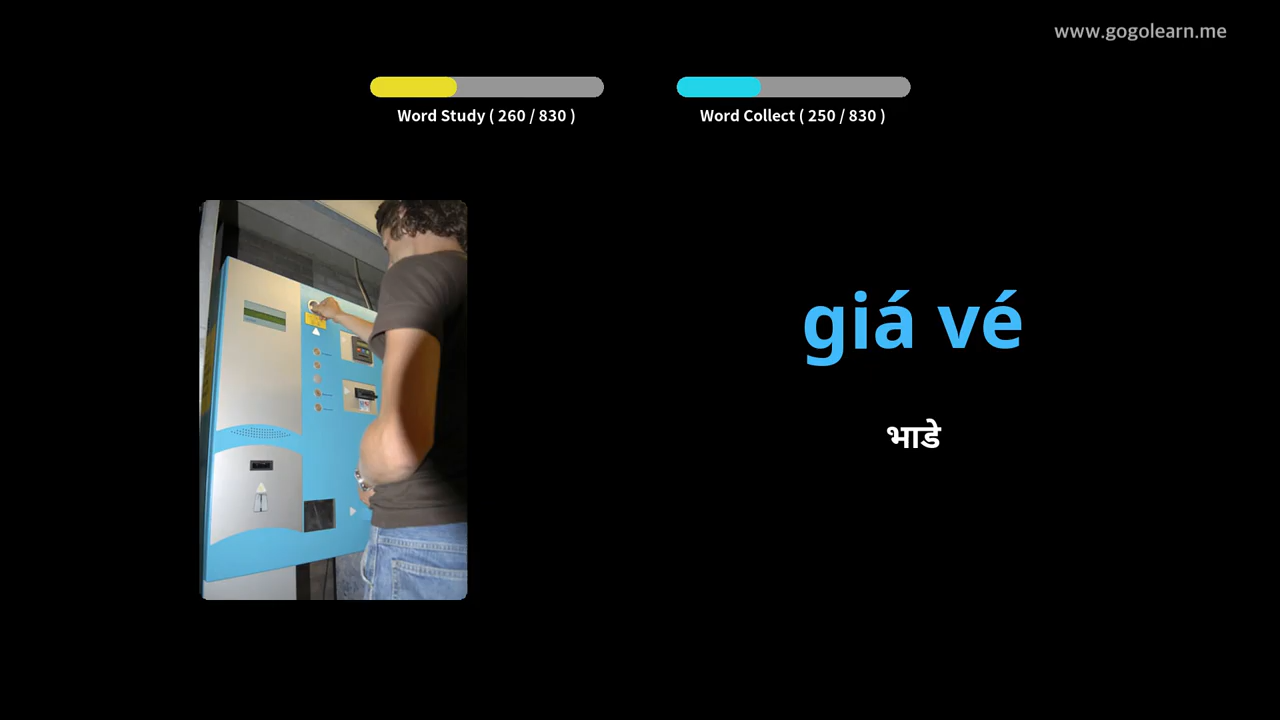 www.gogolearn.me
Word Study ( 260 / 830 )
Word Collect ( 250 / 830 )
giá vé
भाडे